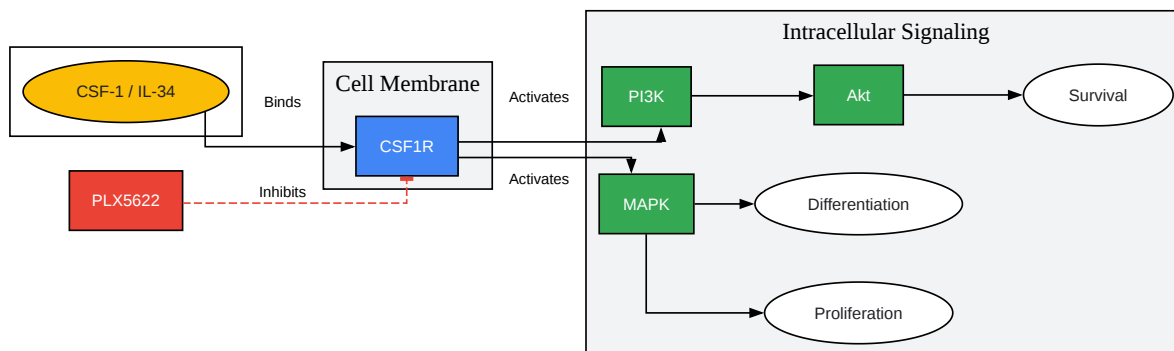 Intracellular Signaling
Cell Membrane
CSF-1 / IL-34
Binds
Activates
PI3K
Akt
Survival
CSF1R
PLX5622
Inhibits
Activates
MAPK
Differentiation
Proliferation